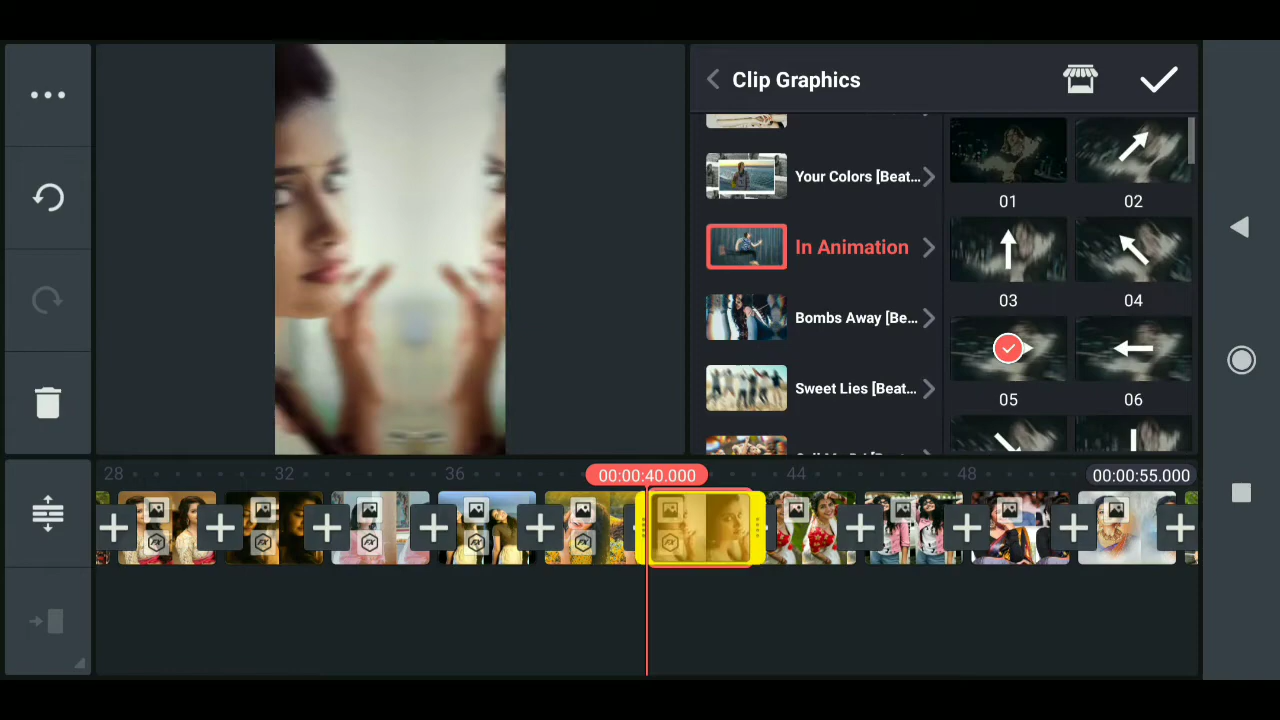 Clip Graphics
Your Colors [Beat...
In Animation
Bombs Away [Be...
Sweet Lies [Beat...
01
02
03
04
05
06
28
32
36
00:00:40.000
44
48
00:00:55.000